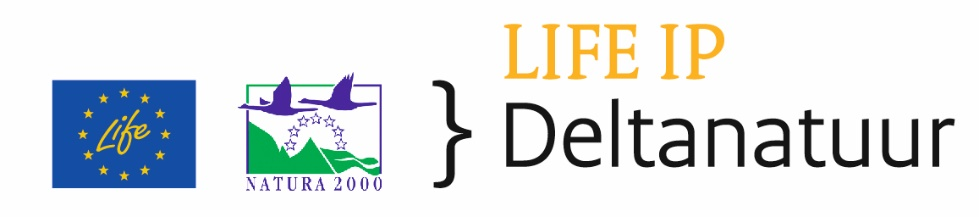 Life
NATURA 2000
}
LIFE IP
Deltanatuur